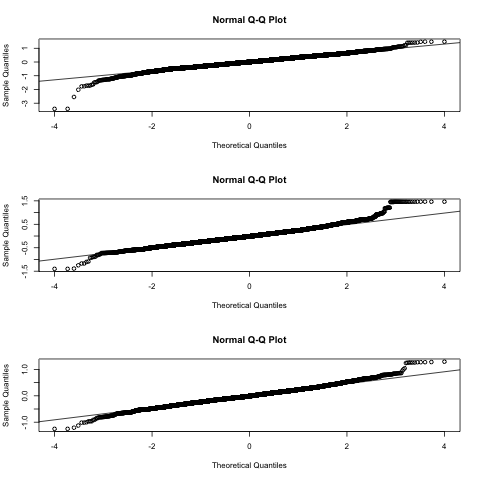 Normal Q-Q Plot
Sample Quantiles
1
0
-1
-2
-3
-4 -2 0 2 4
Theoretical Quantiles
Normal Q-Q Plot
Sample Quantiles
1.5
0.5
-0.5
-1.5
-4 -2 0 2 4
Theoretical Quantiles
Normal Q-Q Plot
Sample Quantiles
1.0
0.0
-1.0
-4 -2 0 2 4
Theoretical Quantiles